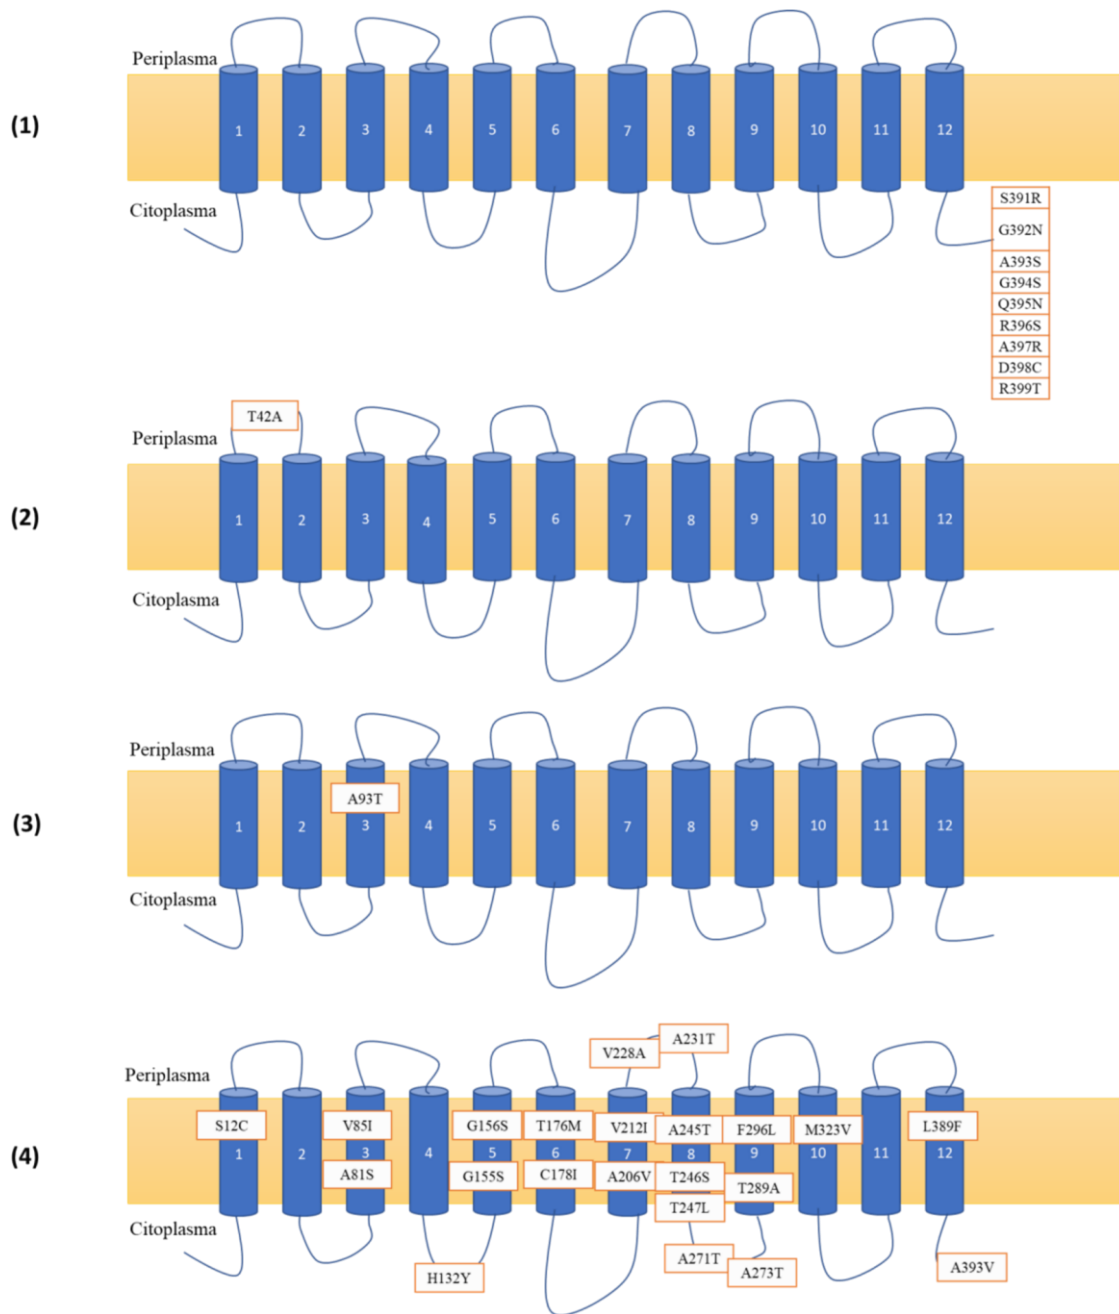 Periplasma
(1)
1 2 3 4 5 6 7 8 9 10 11 12
Citoplasma
S391R
G392N
A393S
G394S
Q395N
R396S
A397R
D398C
R399T
T42A
Periplasma
(2)
1 2 3 4 5 6 7 8 9 10 11 12
Citoplasma
Periplasma
(3)
A93T
1 2 3 4 5 6 7 8 9 10 11 12
Citoplasma
A231T
V228A
Periplasma
(4)
S12C V85I G156S T176M V212I A245T F296L M323V L389F
1 2 3 4 5 6 7 8 9 10 11 12
A81S G155S C178I A206V T246S T289A
T247L
Citoplasma
H132Y A271T A273T A393V